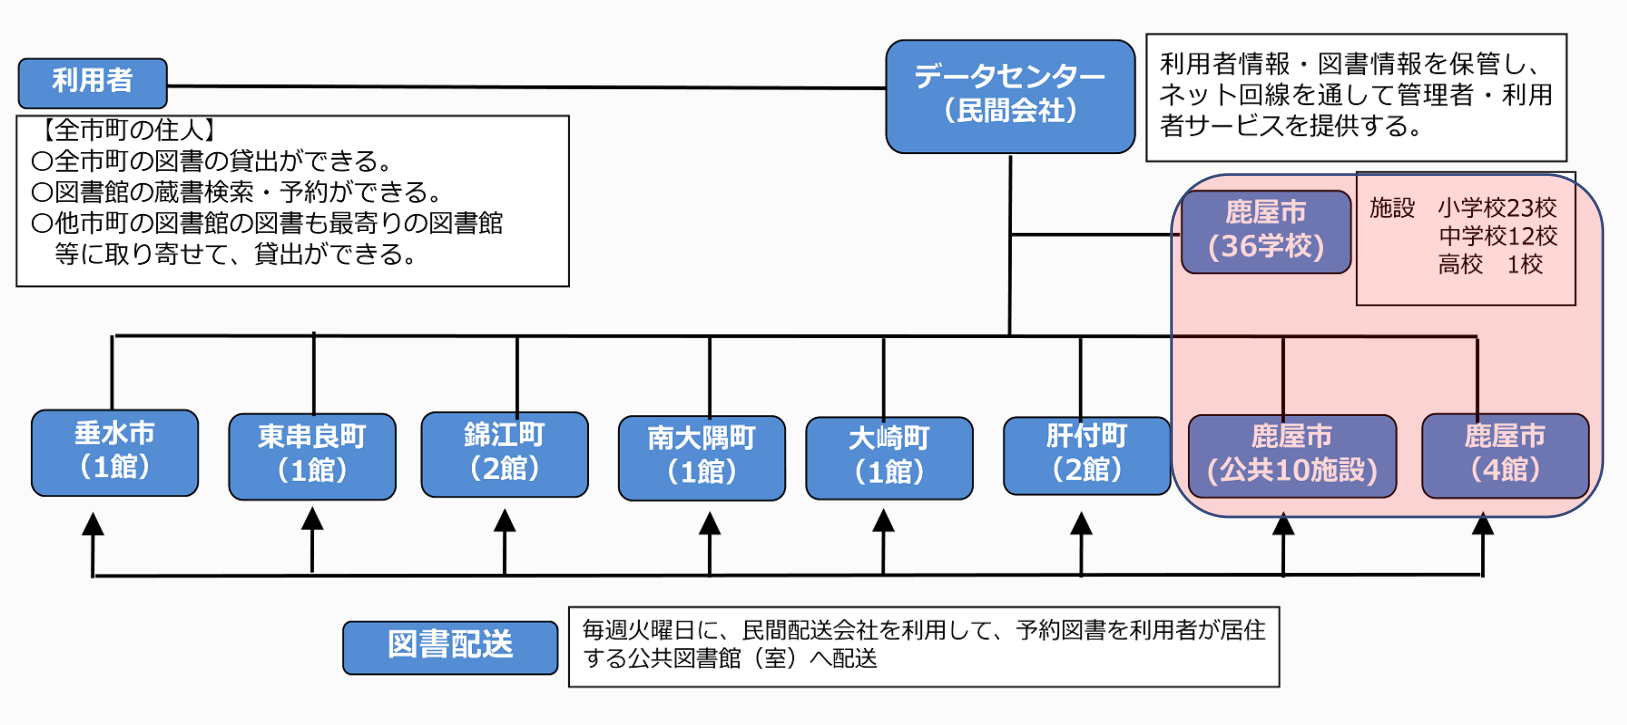 利用者
データセンター
（民間会社）
利用者情報・図書情報を保管し、
ネット回線を通して管理者・利用
者サービスを提供する。
【全市町の住人】
〇全市町の図書の貸出ができる。
〇図書館の蔵書検索・予約ができる。
〇他市町の図書館の図書も最寄りの図書館
等に取り寄せて、貸出ができる。
鹿屋市
(36学校)
施設　小学校23校
中学校12校
高校　1校
垂水市
（1館）
東串良町
（1館）
錦江町
（2館）
南大隅町
（1館）
大崎町
（1館）
肝付町
（2館）
鹿屋市
(公共10施設)
鹿屋市
（4館）
図書配送
毎週火曜日に、民間配送会社を利用して、予約図書を利用者が居住
する公共図書館（室）へ配送